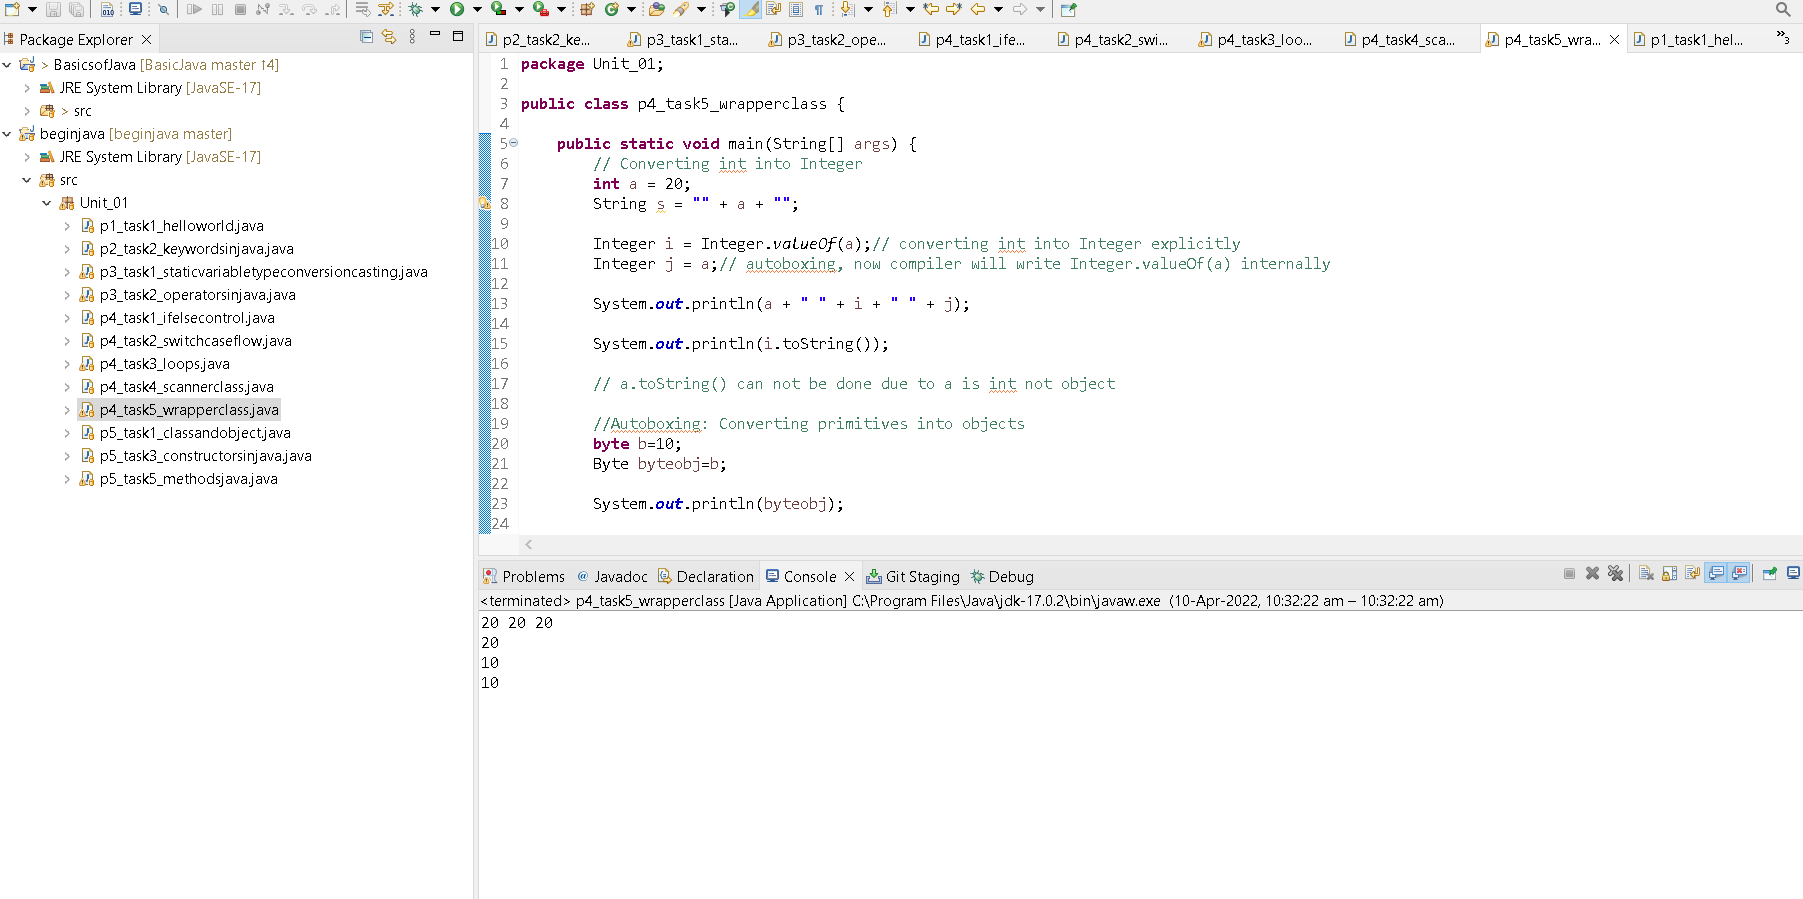 Package Explorer
> BasicsofJava [BasicJava master ↑4]
JRE System Library [JavaSE-17]
> src
beginjava [beginjava master]
JRE System Library [JavaSE-17]
src
Unit_01
p1_task1_helloworld.java
p2_task2_keywordsinjava.java
p3_task1_staticvariabletypeconversioncasting.java
p3_task2_operatorsinjava.java
p4_task1_ifelsecontrol.java
p4_task2_switchcaseflow.java
p4_task3_loops.java
p4_task4_scannerclass.java
p4_task5_wrapperclass.java
p5_task1_classandobject.java
p5_task3_constructorsinjava.java
p5_task5_methodsjava.java
p2_task2_ke... p3_task1_sta... p3_task2_ope... p4_task1_ife... p4_task2_swi... p4_task3_loo... p4_task4_sca... p4_task5_wra... p1_task1_hel... »3
1 package Unit_01;
2
3 public class p4_task5_wrapperclass {
4
5 public static void main(String[] args) {
6 // Converting int into Integer
7 int a = 20;
8 String s = "" + a + "";
9
10 Integer i = Integer.valueOf(a);// converting int into Integer explicitly
11 Integer j = a;// autoboxing, now compiler will write Integer.valueOf(a) internally
12
13 System.out.println(a + " " + i + " " + j);
14
15 System.out.println(i.toString());
16
17 // a.toString() can not be done due to a is int not object
18
19 //Autoboxing: Converting primitives into objects
20 byte b=10;
21 Byte byteobj=b;
22
23 System.out.println(byteobj);
24
Problems @ Javadoc Declaration Console Git Staging Debug
<terminated> p4_task5_wrapperclass [Java Application] C:\Program Files\Java\jdk-17.0.2\bin\javaw.exe (10-Apr-2022, 10:32:22 am – 10:32:22 am)
20 20 20
20
10
10